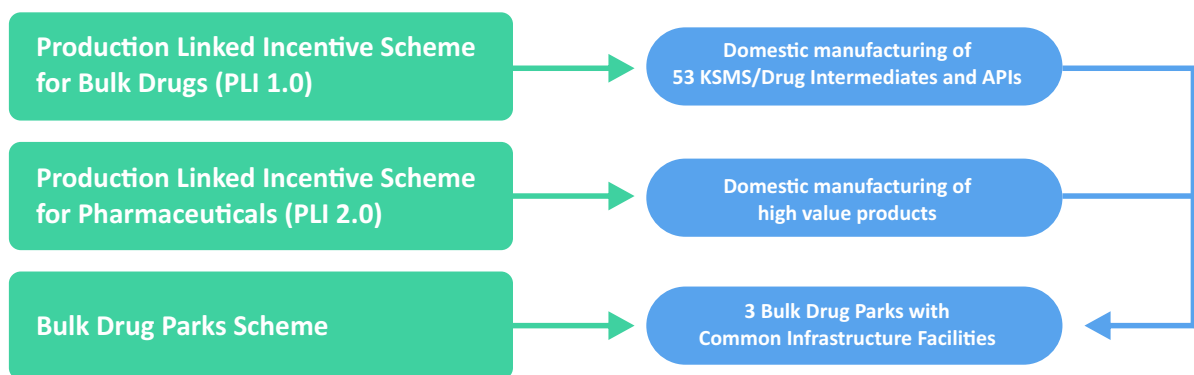 Production Linked Incentive Scheme
for Bulk Drugs (PLI 1.0)
Domestic manufacturing of
53 KSMS/Drug Intermediates and APIs
Production Linked Incentive Scheme
for Pharmaceuticals (PLI 2.0)
Domestic manufacturing of
high value products
Bulk Drug Parks Scheme
3 Bulk Drug Parks with
Common Infrastructure Facilities